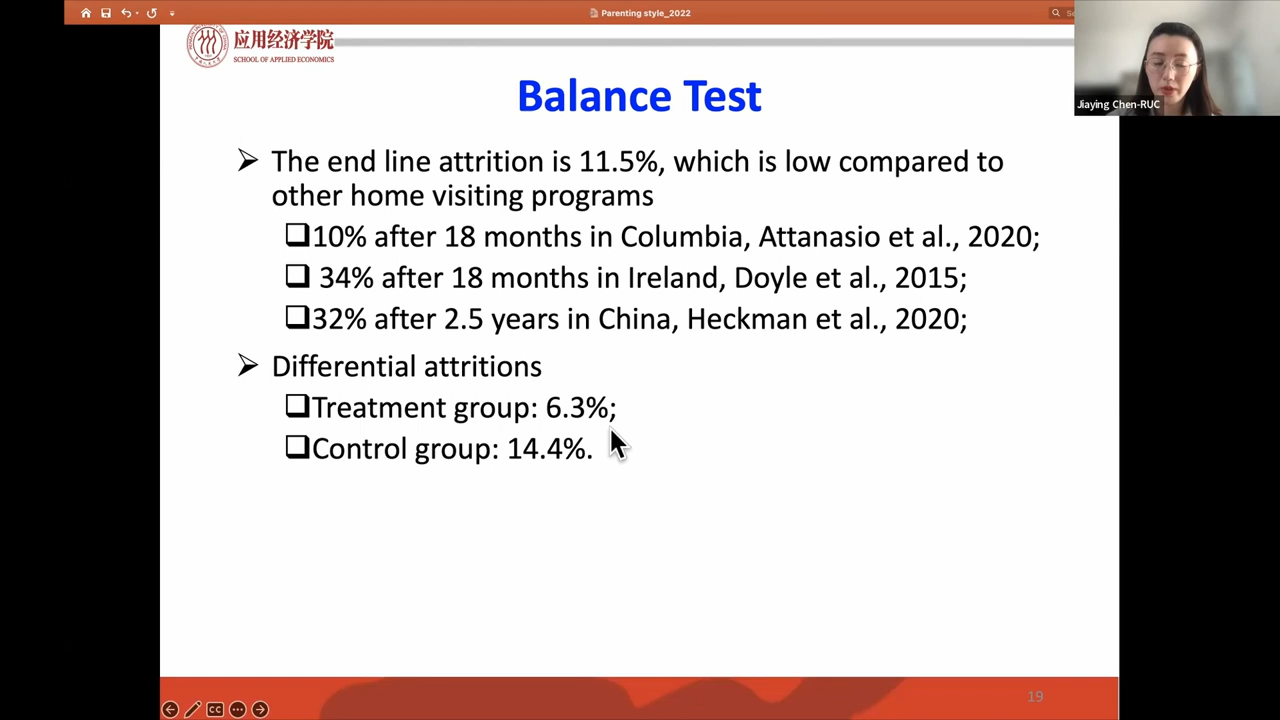 Parenting style_2022
应用经济学院
SCHOOL OF APPLIED ECONOMICS
Jiaying Chen-RUC
Balance Test
The end line attrition is 11.5%, which is low compared to
other home visiting programs
10% after 18 months in Columbia, Attanasio et al., 2020;
34% after 18 months in Ireland, Doyle et al., 2015;
32% after 2.5 years in China, Heckman et al., 2020;
Differential attritions
Treatment group: 6.3%;
Control group: 14.4%.
19
CC